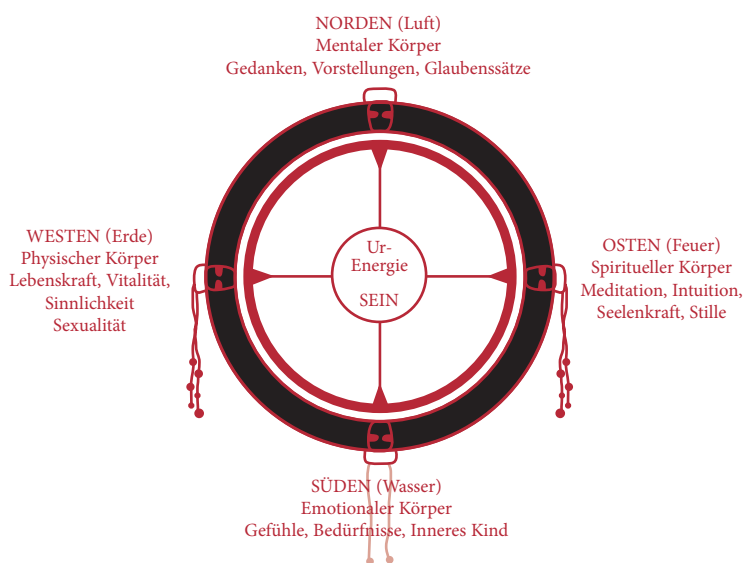 NORDEN (Luft)
Mentaler Körper
Gedanken, Vorstellungen, Glaubenssätze
WESTEN (Erde)
Physischer Körper
Lebenskraft, Vitalität,
Sinnlichkeit
Sexualität
Ur-
Energie
SEIN
OSTEN (Feuer)
Spiritueller Körper
Meditation, Intuition,
Seelenkraft, Stille
SÜDEN (Wasser)
Emotionaler Körper
Gefühle, Bedürfnisse, Inneres Kind